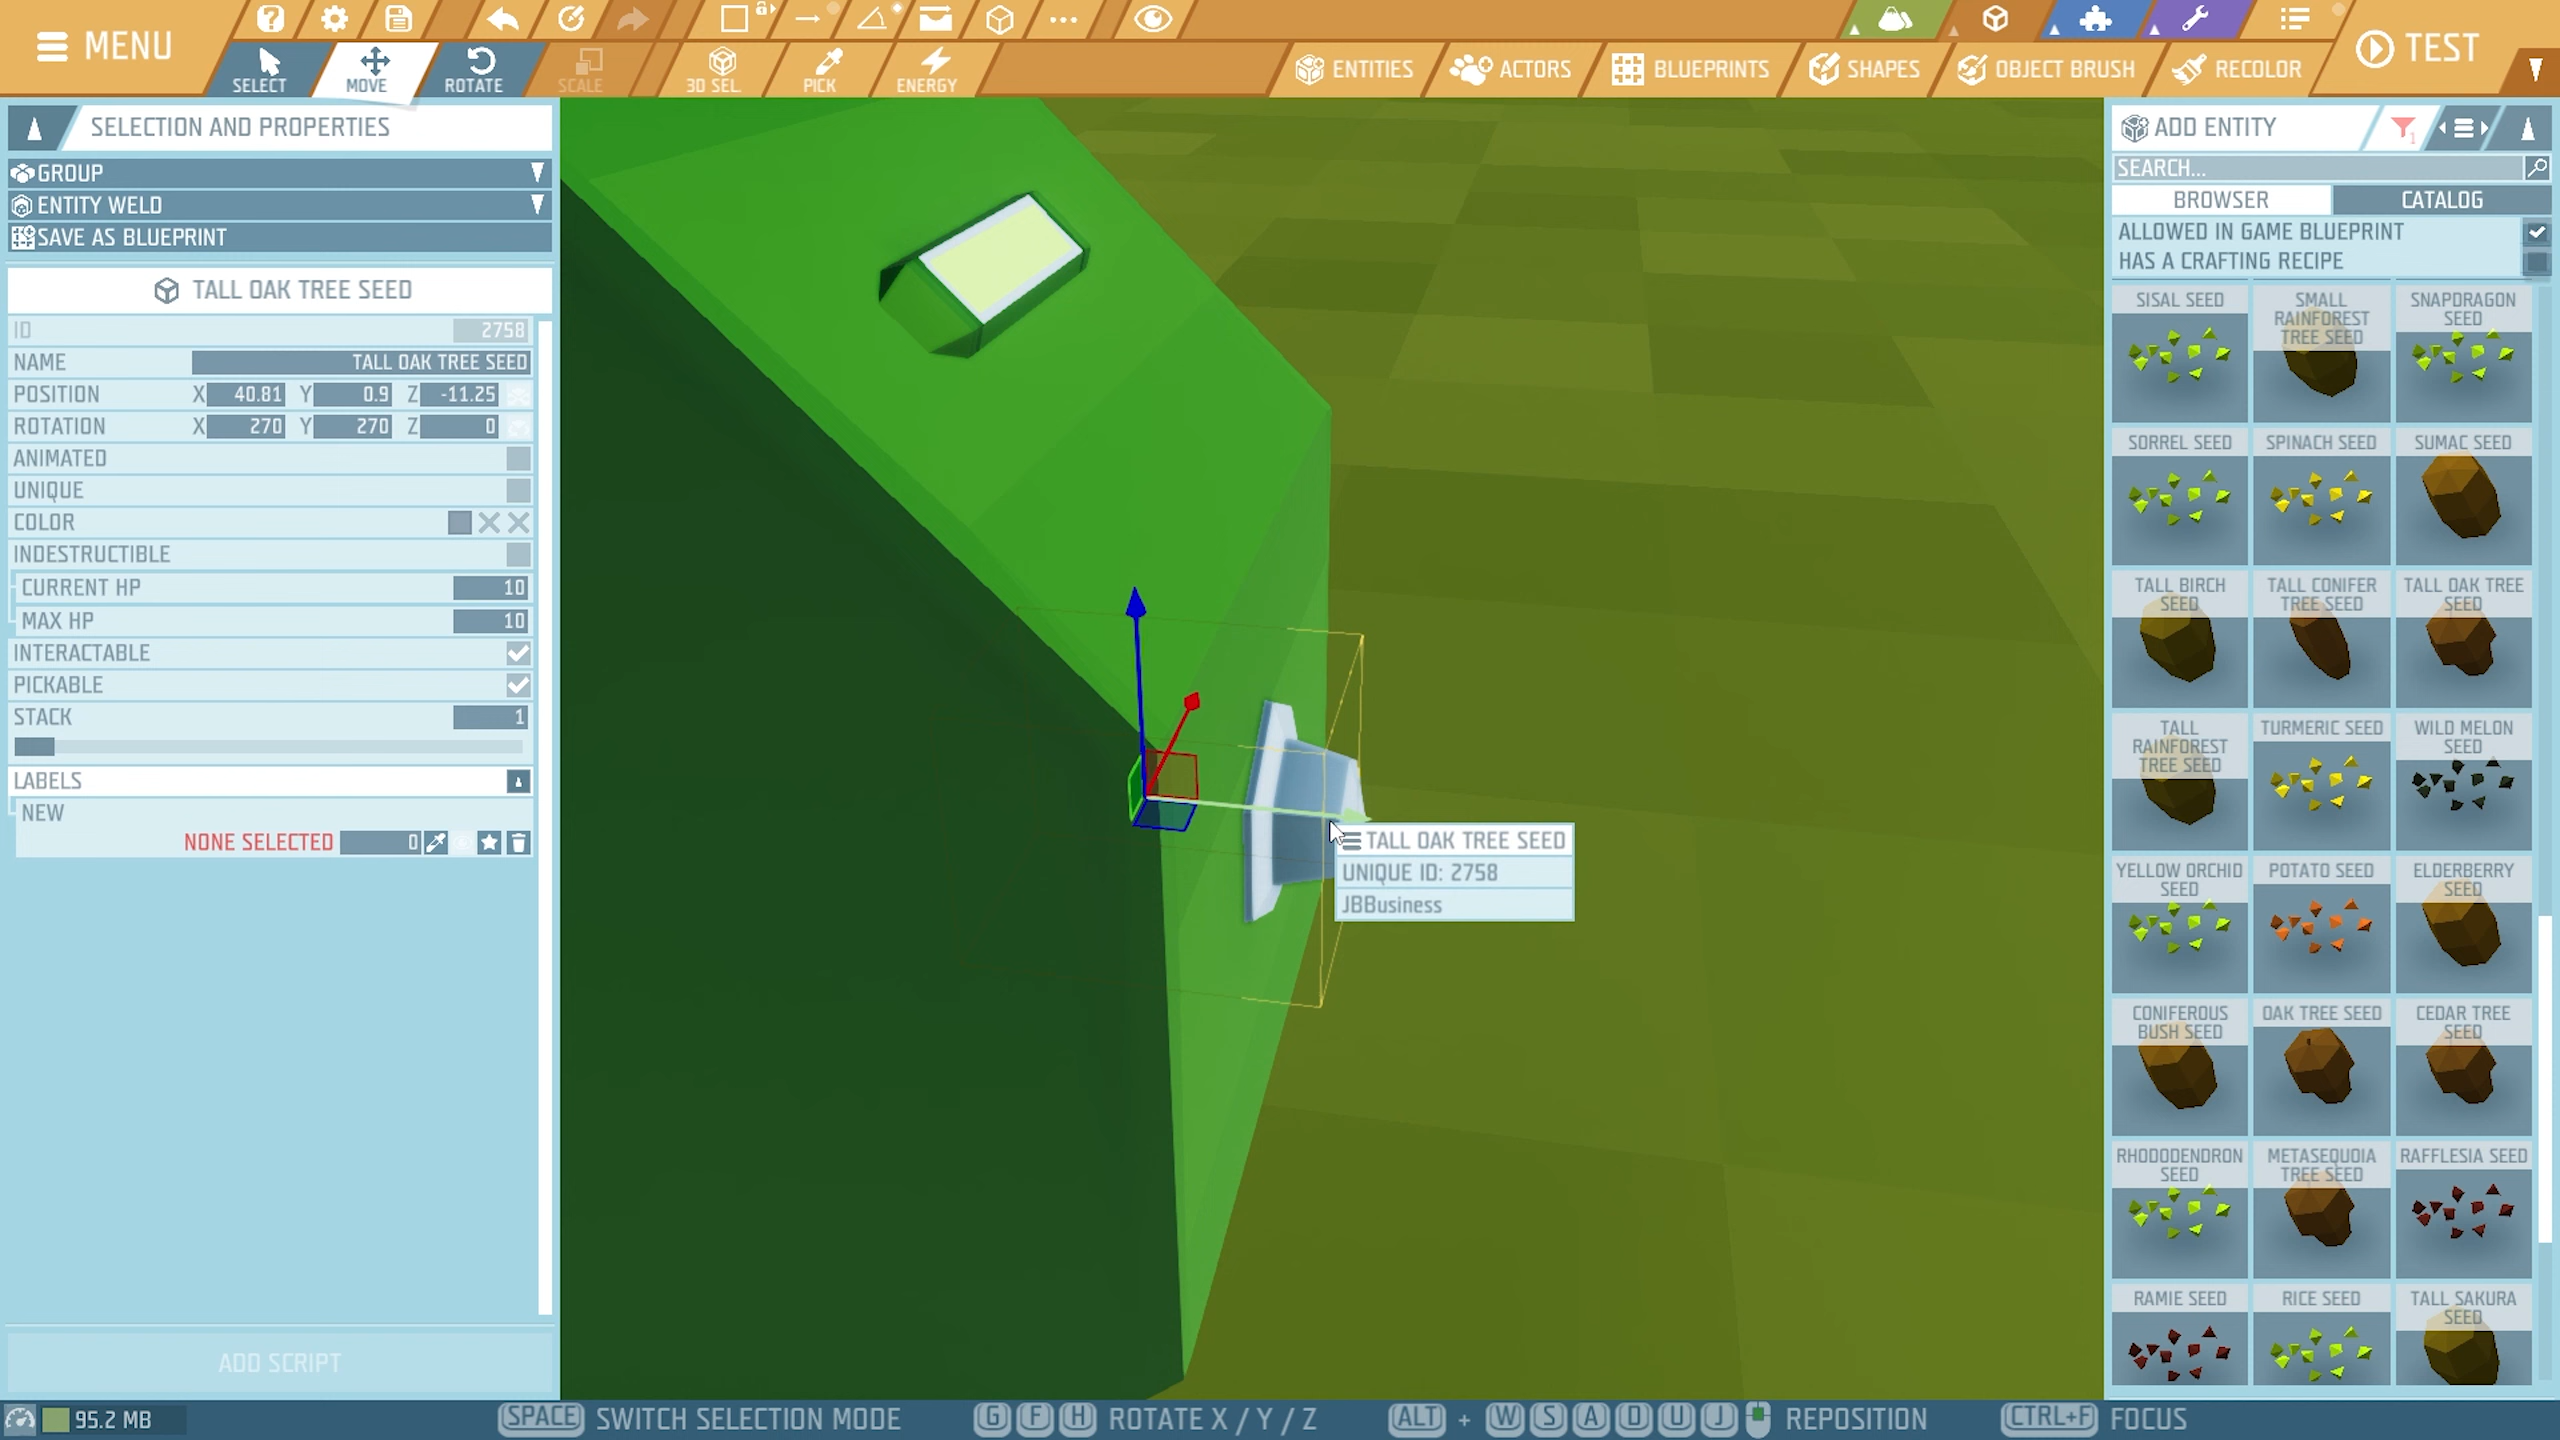 MENU
SELECT
MOVE
ROTATE
SCALE
3D SEL.
PICK
ENERGY
ENTITIES
ACTORS
BLUEPRINTS
SHAPES
OBJECT BRUSH
RECOLOR
TEST
SELECTION AND PROPERTIES
GROUP
ENTITY WELD
SAVE AS BLUEPRINT
TALL OAK TREE SEED
ID 2758
NAME TALL OAK TREE SEED
POSITION X 40.81 Y 0.9 Z -11.25
ROTATION X 270 Y 270 Z 0
ANIMATED
UNIQUE
COLOR
INDESTRUCTIBLE
CURRENT HP 10
MAX HP 10
INTERACTABLE
PICKABLE
STACK 1
LABELS
NEW
NONE SELECTED 0
ADD SCRIPT
TALL OAK TREE SEED
UNIQUE ID: 2758
JBBusiness
ADD ENTITY
1
SEARCH...
BROWSER CATALOG
ALLOWED IN GAME BLUEPRINT
HAS A CRAFTING RECIPE
SISAL SEED
SMALL
RAINFOREST
TREE SEED
SNAPDRAGON
SEED
SORREL SEED
SPINACH SEED
SUMAC SEED
TALL BIRCH
SEED
TALL CONIFER
TREE SEED
TALL OAK TREE
SEED
TALL
RAINFOREST
TREE SEED
TURMERIC SEED
WILD MELON
SEED
YELLOW ORCHID
SEED
POTATO SEED
ELDERBERRY
SEED
CONIFEROUS
BUSH SEED
OAK TREE SEED
CEDAR TREE
SEED
RHODODENDRON
SEED
METASEQUOIA
TREE SEED
RAFFLESIA SEED
RAMIE SEED
RICE SEED
TALL SAKURA
SEED
95.2 MB
SPACE SWITCH SELECTION MODE
G F H ROTATE X / Y / Z
ALT + W S A D U J REPOSITION
CTRL+F FOCUS